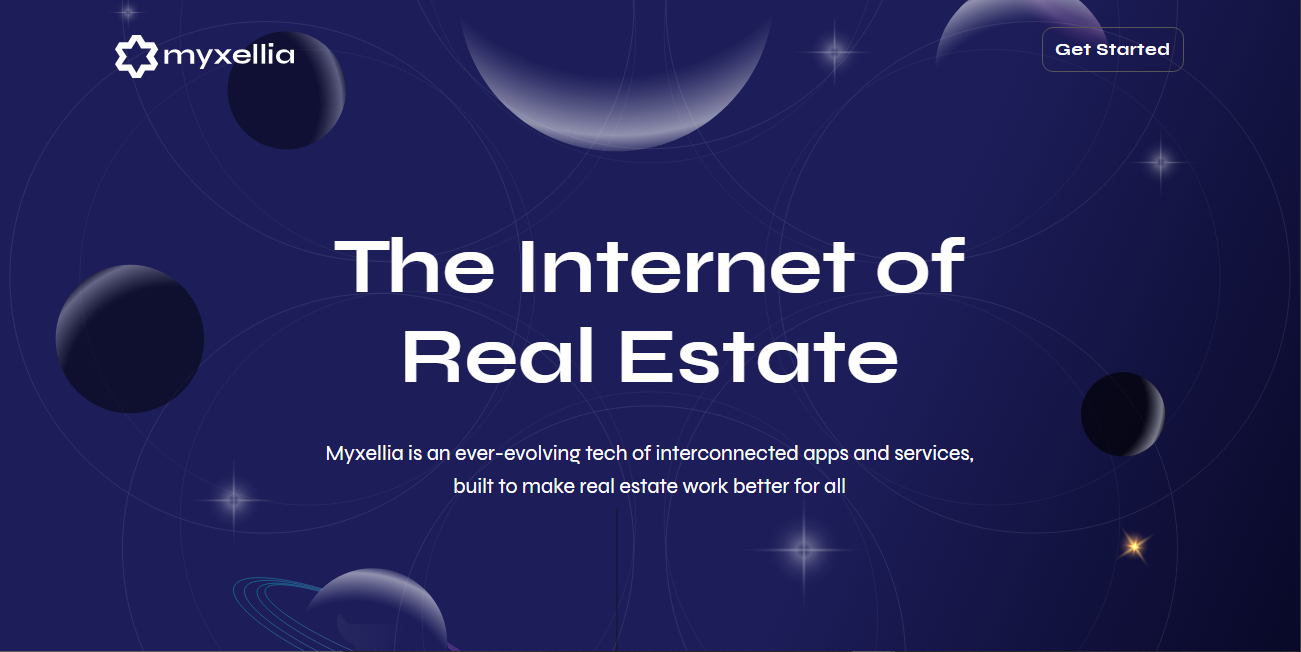 myxellia
Get Started
The Internet of
Real Estate
Myxellia is an ever-evolving tech of interconnected apps and services,
built to make real estate work better for all